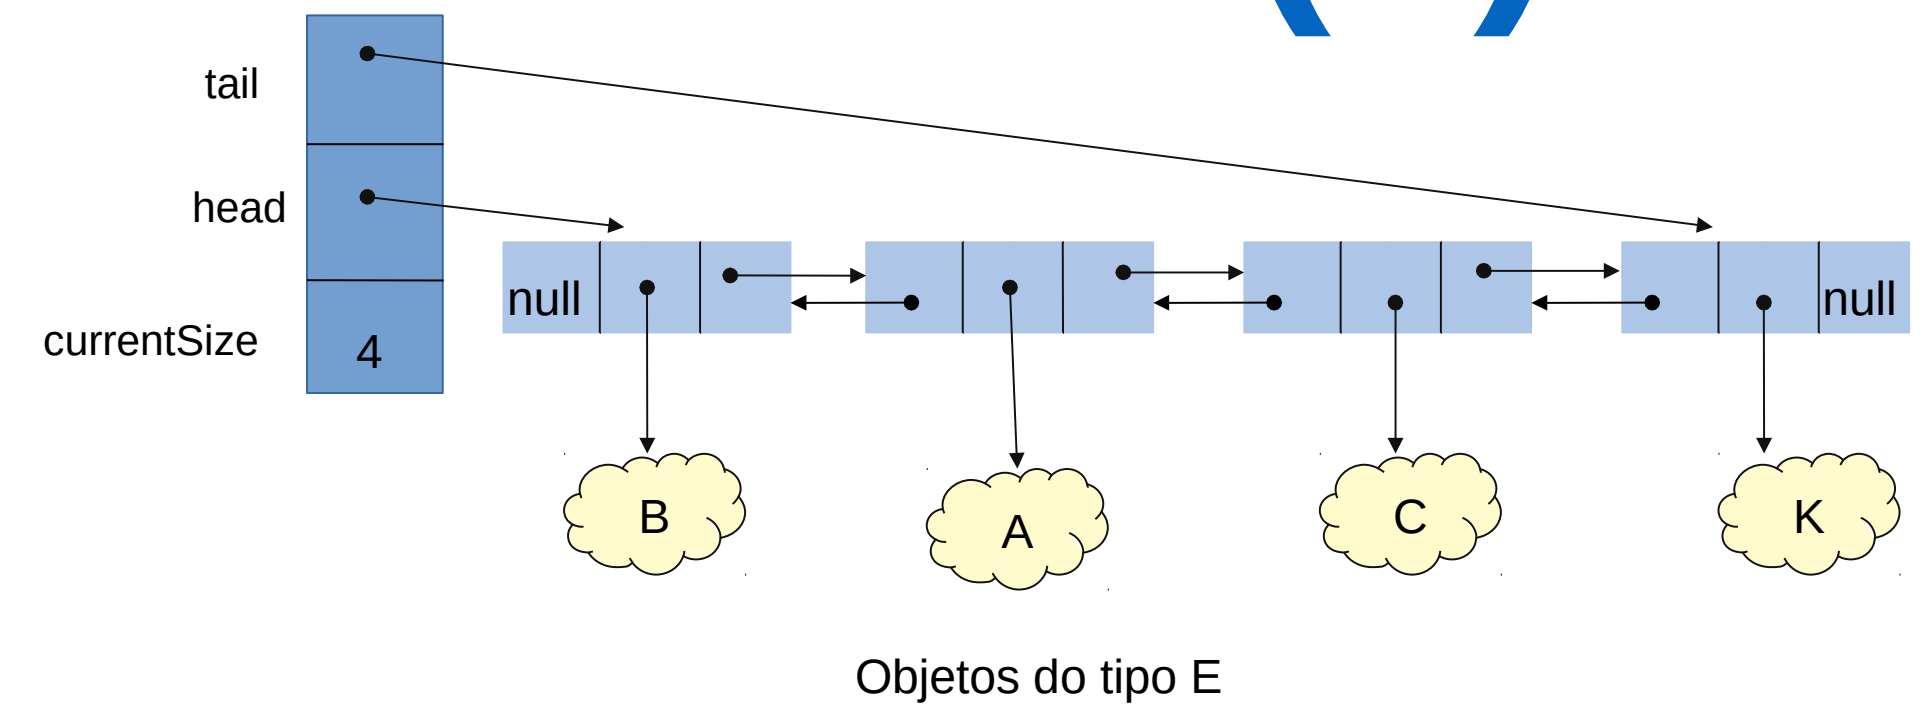 tail
head
null
null
currentSize
4
B
A
C
K
Objetos do tipo E